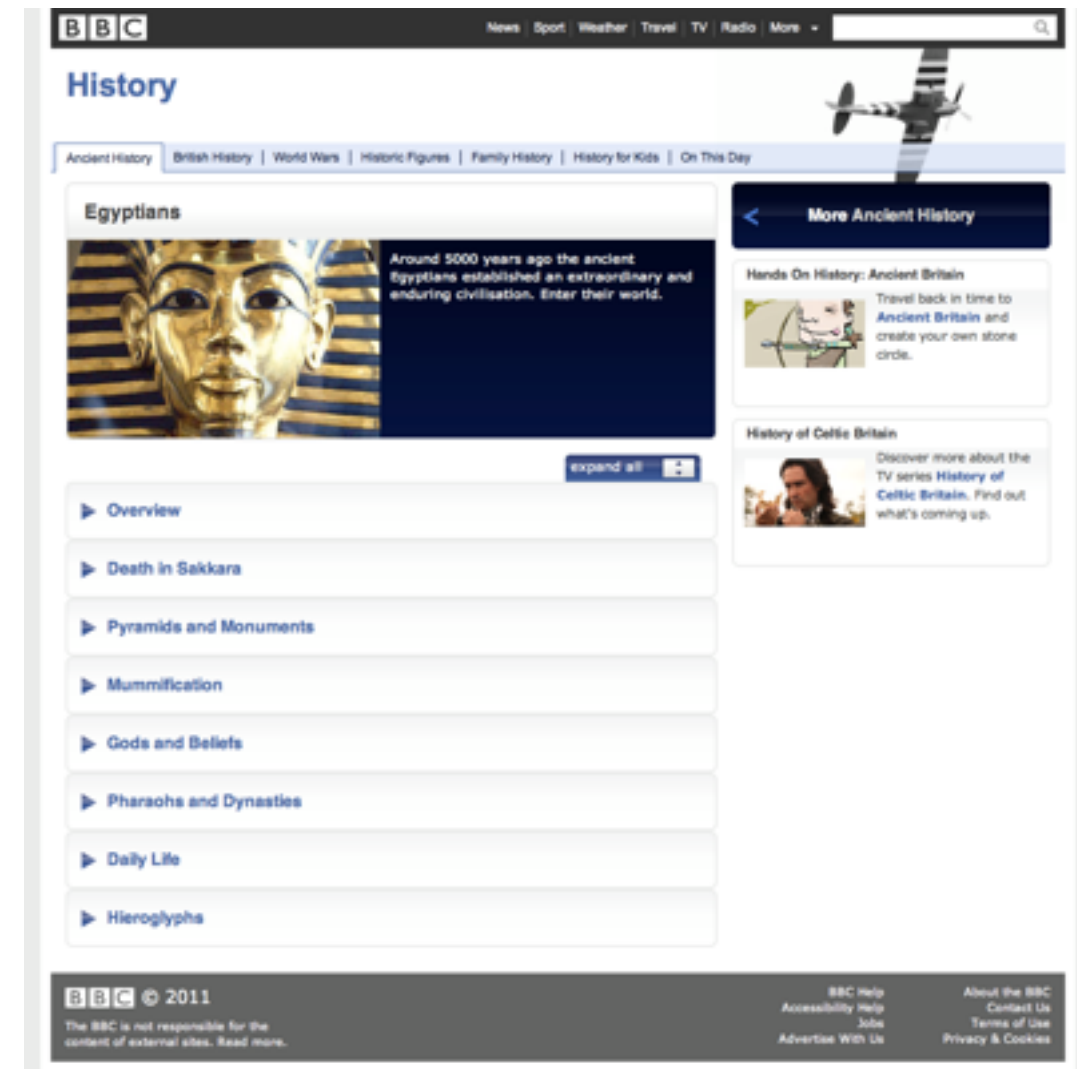 BBC
News | Sport | Weather | Travel | TV | Radio | More
History
Ancient History
British History | World Wars | Historic Figures | Family History | History for Kids | On This Day
Egyptians
Around 5000 years ago the ancient
Egyptians established an extraordinary and
enduring civilisation. Enter their world.
expand all
Overview
Death in Sakkara
Pyramids and Monuments
Mummification
Gods and Beliefs
Pharaohs and Dynasties
Daily Life
Hieroglyphs
< More Ancient History
Hands On History: Ancient Britain
Travel back in time to
Ancient Britain and
create your own stone
circle.
History of Celtic Britain
Discover more about the
TV series History of
Celtic Britain. Find out
what's coming up.
BBC © 2011
The BBC is not responsible for the
content of external sites. Read more.
BBC Help
Accessibility Help
Jobs
Advertise With Us
About the BBC
Contact Us
Terms of Use
Privacy & Cookies